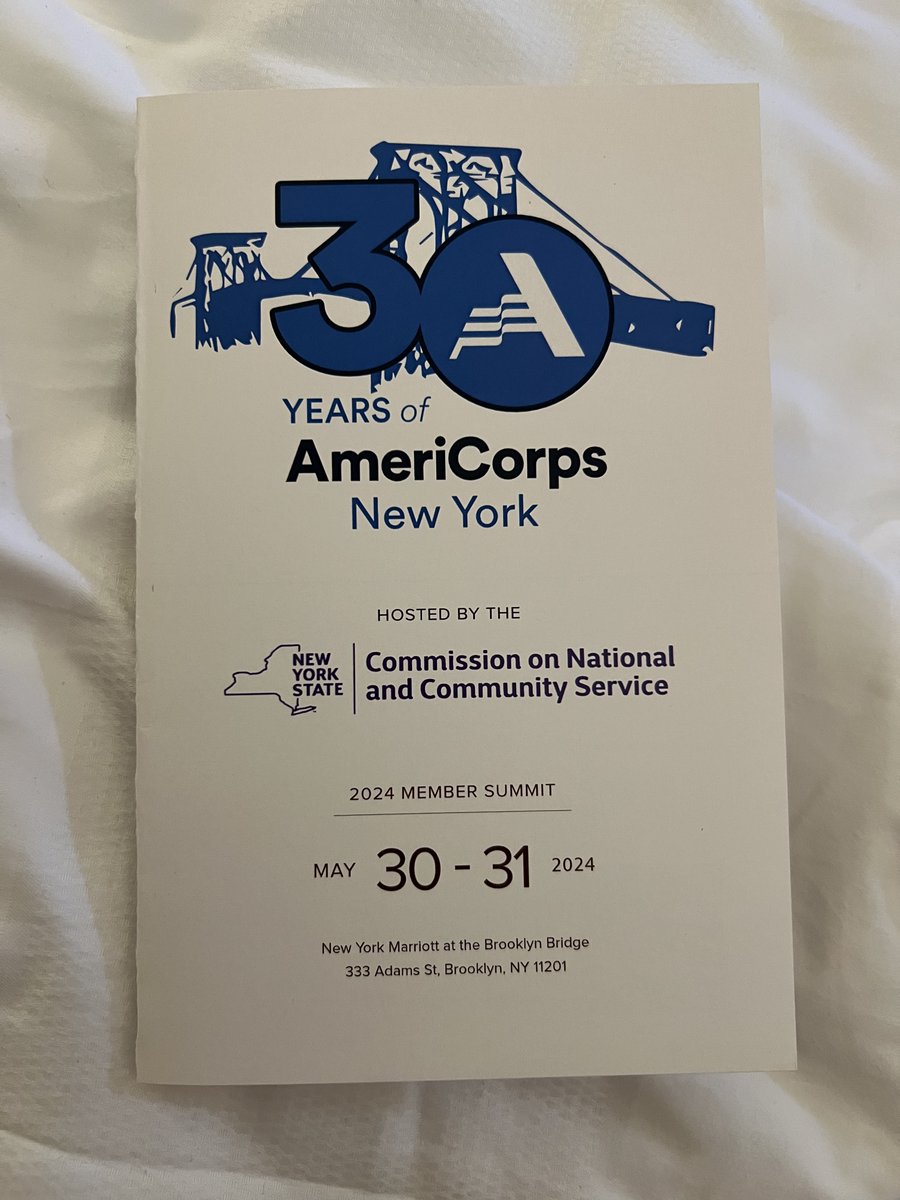 30
YEARS of
AmeriCorps
New York
HOSTED BY THE
NEW
YORK
STATE
Commission on National
and Community Service
2024 MEMBER SUMMIT
MAY 30 - 31 2024
New York Marriott at the Brooklyn Bridge
333 Adams St, Brooklyn, NY 11201